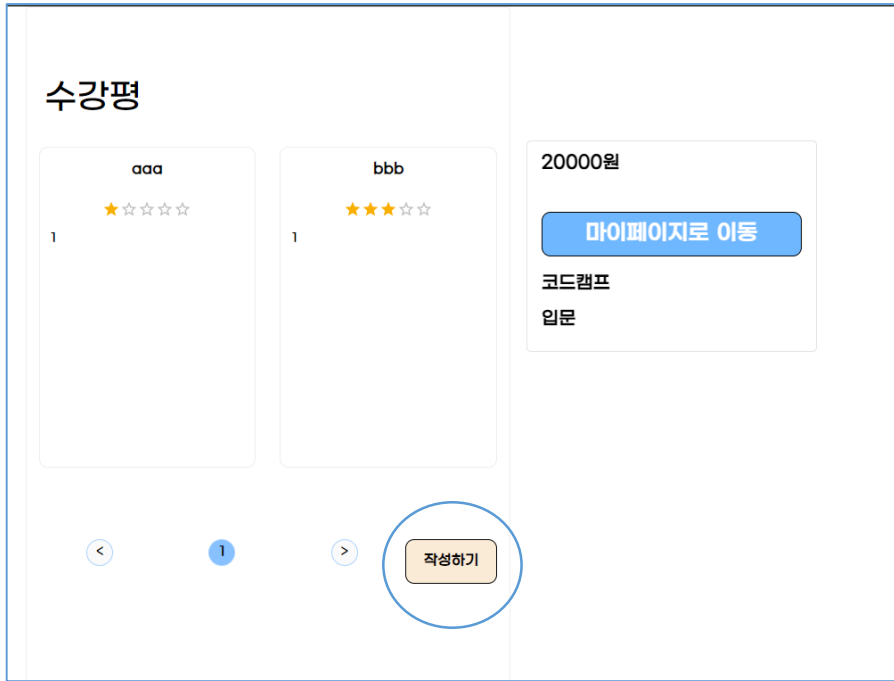 수강평
aaa
1
bbb
1
20000원
마이페이지로 이동
코드캠프
입문
<
1
>
작성하기